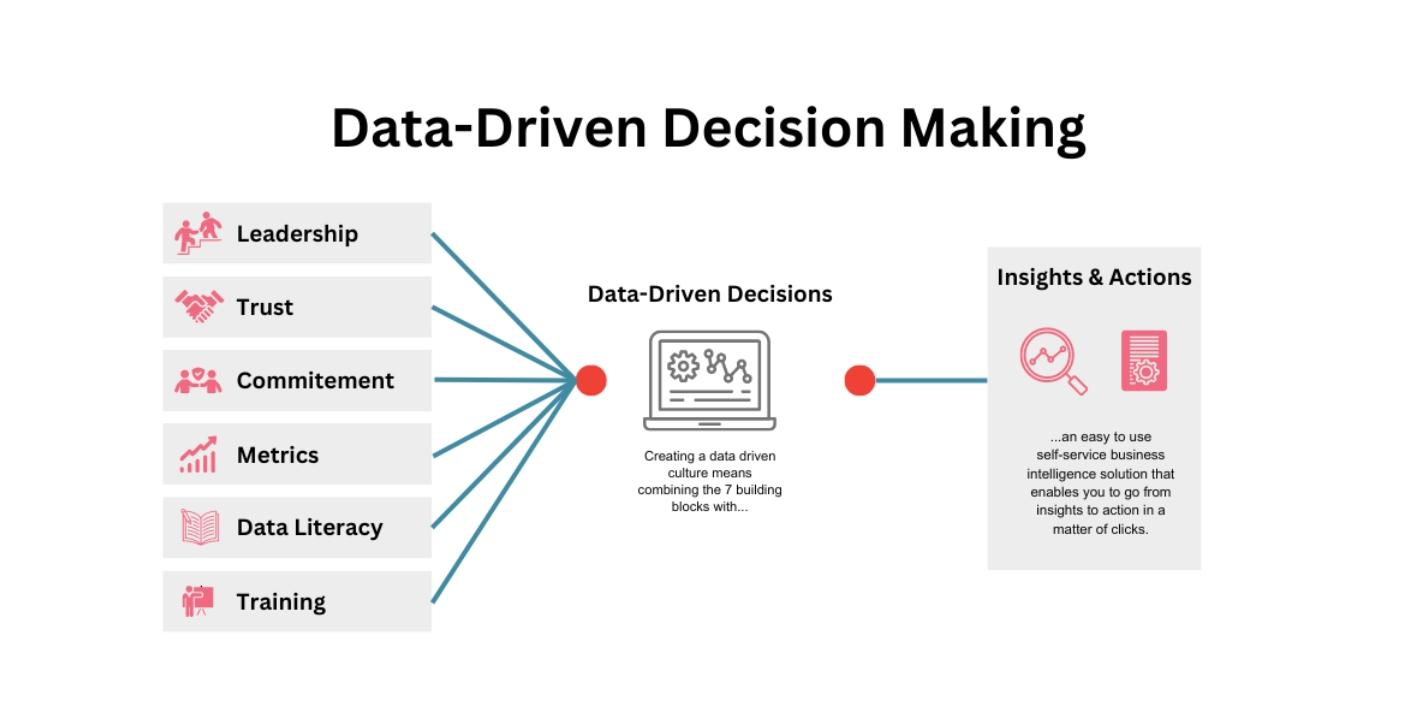 Data-Driven Decision Making
Leadership
Trust
Commitement
Metrics
Data Literacy
Training
Data-Driven Decisions
Creating a data driven
culture means
combining the 7 building
blocks with...
Insights & Actions
...an easy to use
self-service business
intelligence solution that
enables you to go from
insights to action in a
matter of clicks.